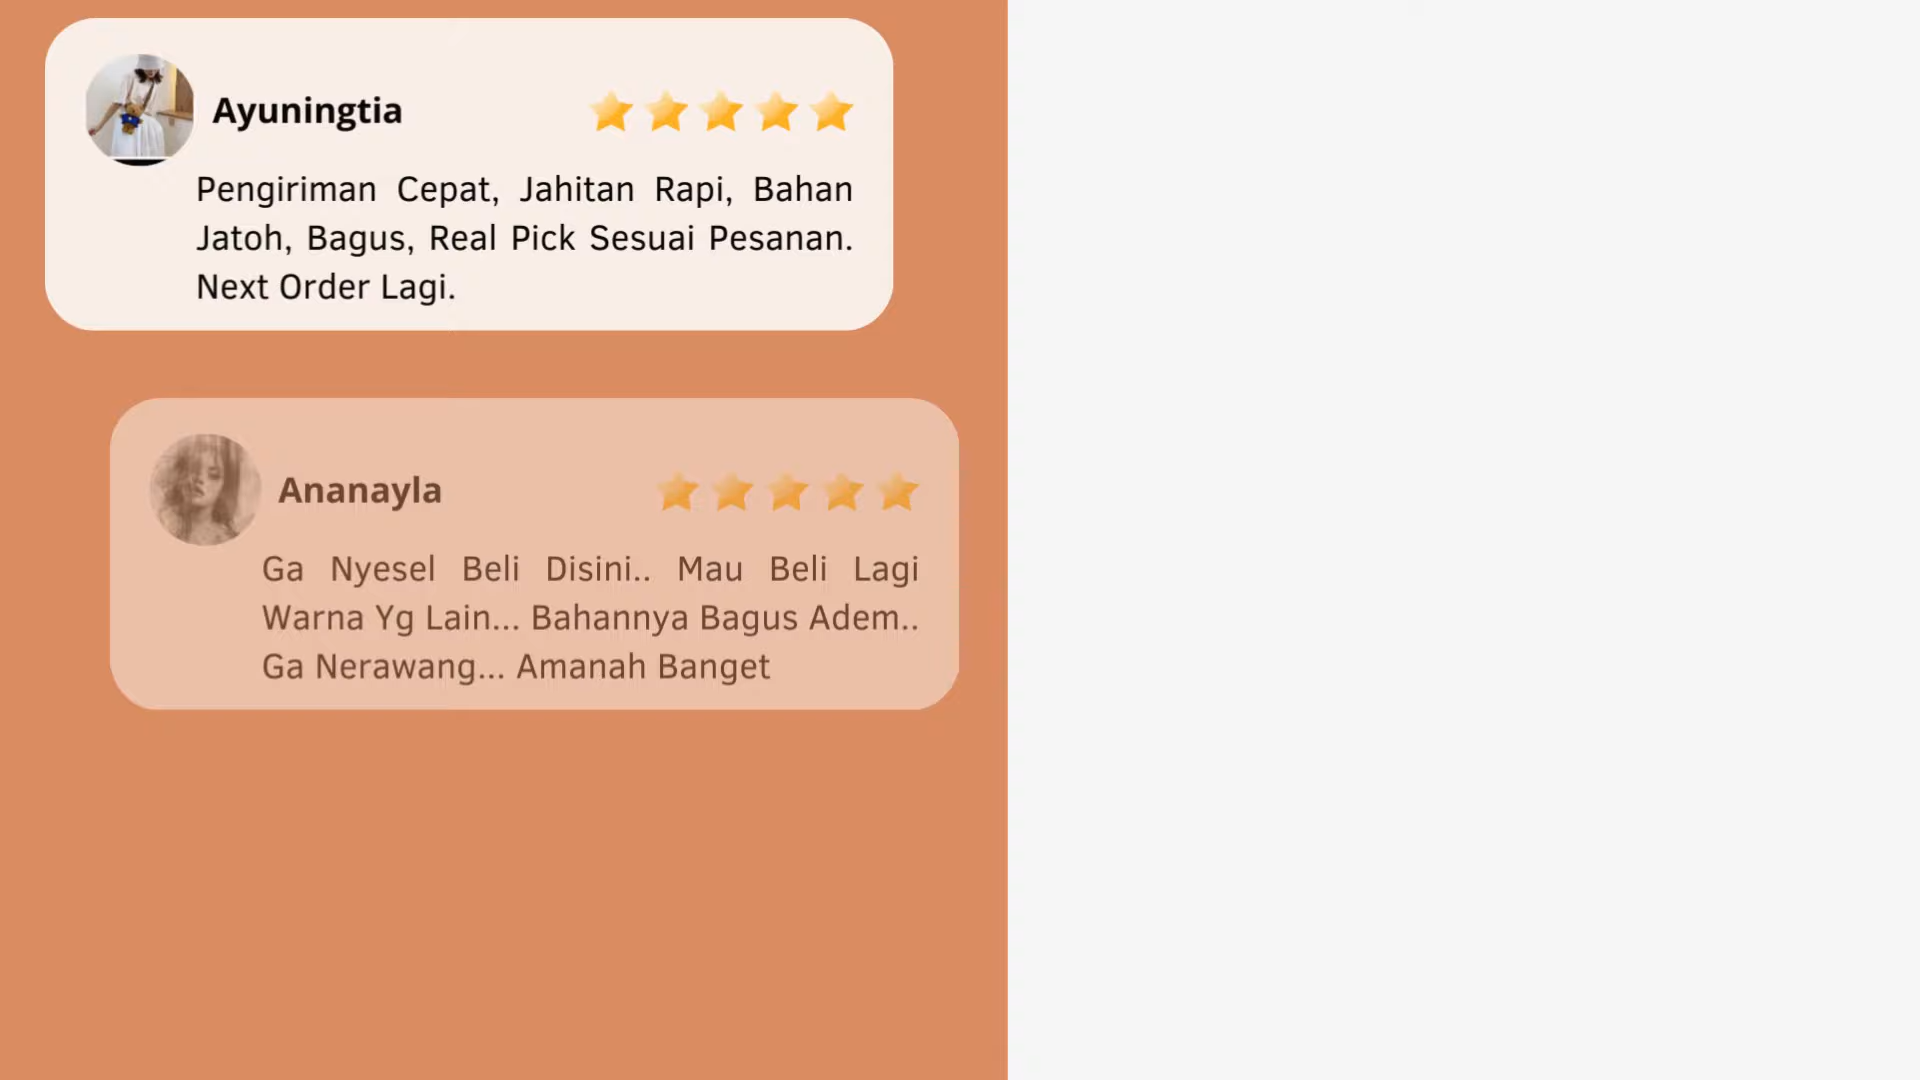 Ayuningtia
Pengiriman Cepat, Jahitan Rapi, Bahan
Jatoh, Bagus, Real Pick Sesuai Pesanan.
Next Order Lagi.
Ananayla
Ga Nyesel Beli Disini.. Mau Beli Lagi
Warna Yg Lain... Bahannya Bagus Adem..
Ga Nerawang... Amanah Banget